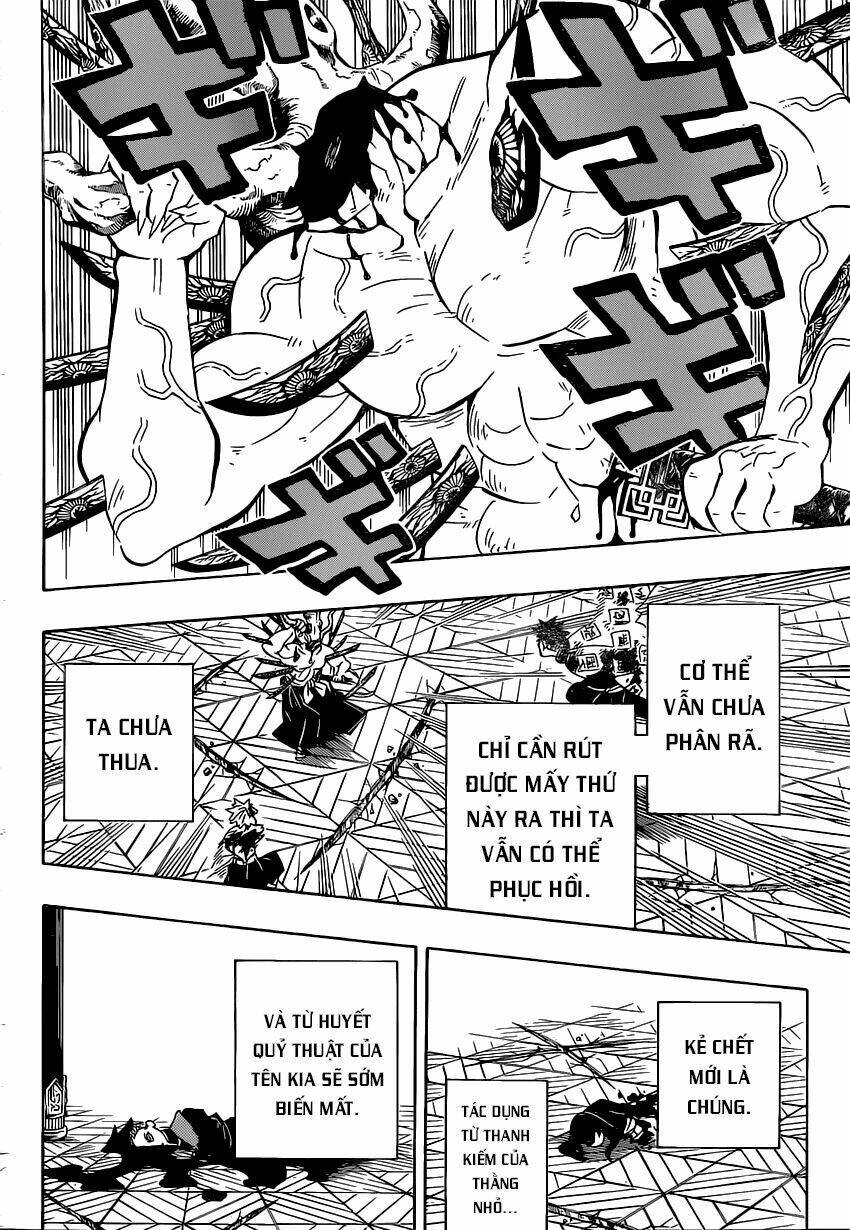 ギギ
ギ
ギ
CƠ THỂ
VẪN CHƯA
PHÂN RÃ.
CHỈ CẦN RÚT
ĐƯỢC MẤY THỨ
NÀY RA THÌ TA
VẪN CÓ THỂ
PHỤC HỒI.
TA CHƯA
THUA.
KẺ CHẾT
MỚI LÀ
CHÚNG.
TÁC DỤNG
TỪ THANH
KIẾM CỦA
THẰNG
NHỎ...
VÀ TỪ HUYẾT
QUỶ THUẬT CỦA
TÊN KIA SẼ SỚM
BIẾN MẤT.